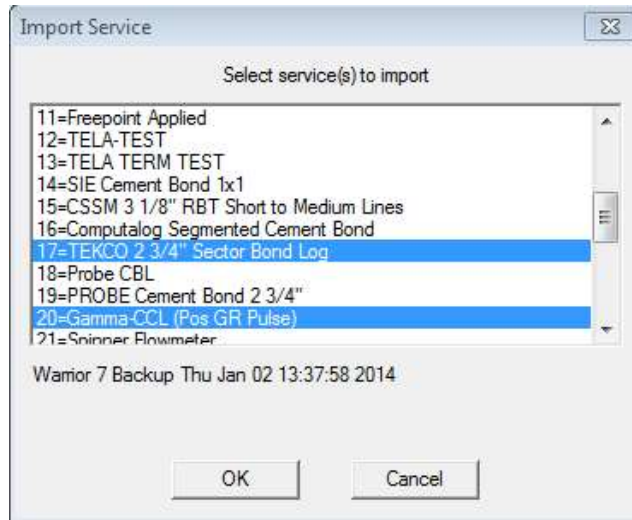 Import Service
Select service(s) to import
11=Freepoint Applied
12=TELA-TEST
13=TELA TERM TEST
14=SIE Cement Bond 1x1
15=CSSM 3 1/8" RBT Short to Medium Lines
16=Computalog Segmented Cement Bond
17=TEKCO 2 3/4" Sector Bond Log
18=Probe CBL
19=PROBE Cement Bond 2 3/4"
20=Gamma-CCL (Pos GR Pulse)
21=Spinner Flowmeter
Warrior 7 Backup Thu Jan 02 13:37:58 2014
OK Cancel